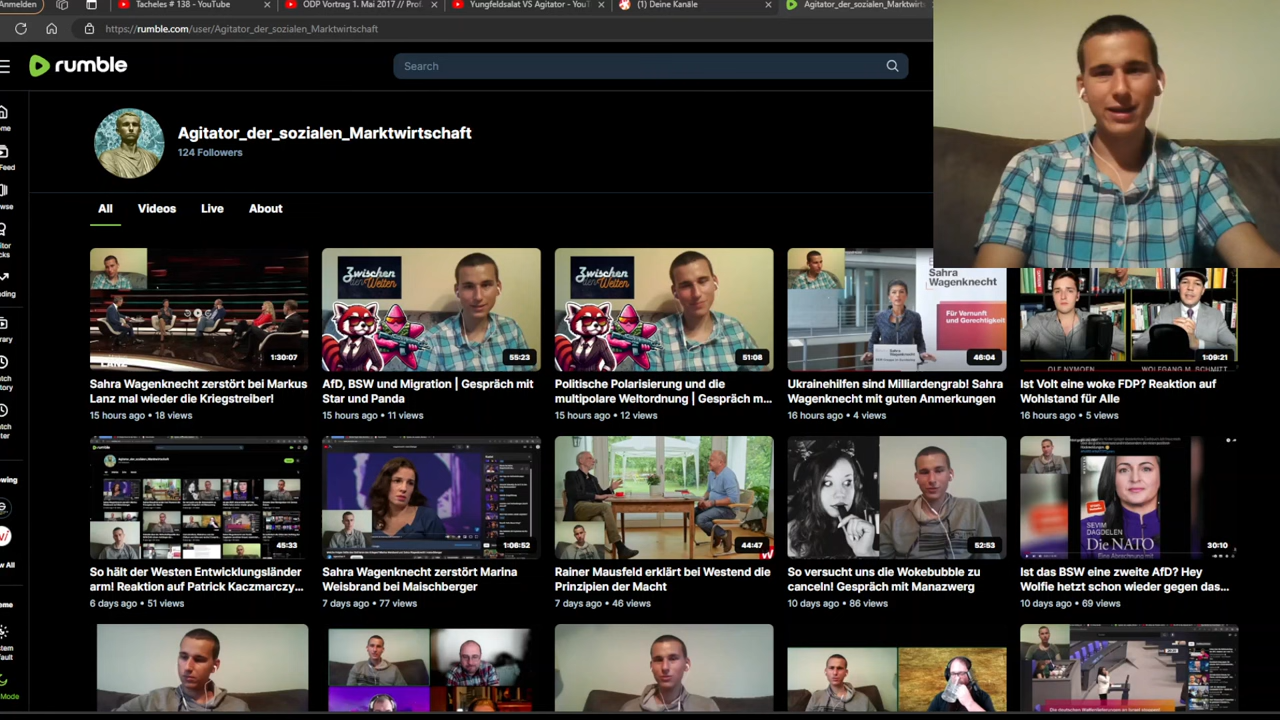 Anmelden
Tacheles # 138 - YouTube
ODP Vortrag 1. Mai 2017 // Prof.
Yungfeldsalat VS Agitator - YouT
(1) Deine Kanäle
Agitator_der_sozialen_Marktwirts
https://rumble.com/user/Agitator_der_sozialen_Marktwirtschaft
rumble
Search
Agitator_der_sozialen_Marktwirtschaft
124 Followers
All Videos Live About
1:30:07
Zwischen den Welten
55:23
Zwischen den Welten
51:08
Sahra Wagenknecht
Für Vernunft und Gerechtigkeit
46:04
OLE NYMOEN
WOLFGANG M. SCHMITT
1:09:21
Sahra Wagenknecht zerstört bei Markus
Lanz mal wieder die Kriegstreiber!
15 hours ago • 18 views
AfD, BSW und Migration | Gespräch mit
Star und Panda
15 hours ago • 11 views
Politische Polarisierung und die
multipolare Weltordnung | Gespräch m...
15 hours ago • 12 views
Ukrainehilfen sind Milliardengrab! Sahra
Wagenknecht mit guten Anmerkungen
16 hours ago • 4 views
Ist Volt eine woke FDP? Reaktion auf
Wohlstand für Alle
16 hours ago • 5 views
45:33
1:08:52
44:47
52:53
SEVIM DAGDELEN
Die NATO
30:10
So hält der Westen Entwicklungsländer
arm! Reaktion auf Patrick Kaczmarczy...
6 days ago • 51 views
Sahra Wagenknecht zerstört Marina
Weisbrand bei Maischberger
7 days ago • 77 views
Rainer Mausfeld erklärt bei Westend die
Prinzipien der Macht
7 days ago • 46 views
So versucht uns die Wokebubble zu
canceln! Gespräch mit Manazwerg
10 days ago • 86 views
Ist das BSW eine zweite AfD? Hey
Wolfie hetzt schon wieder gegen das...
10 days ago • 69 views